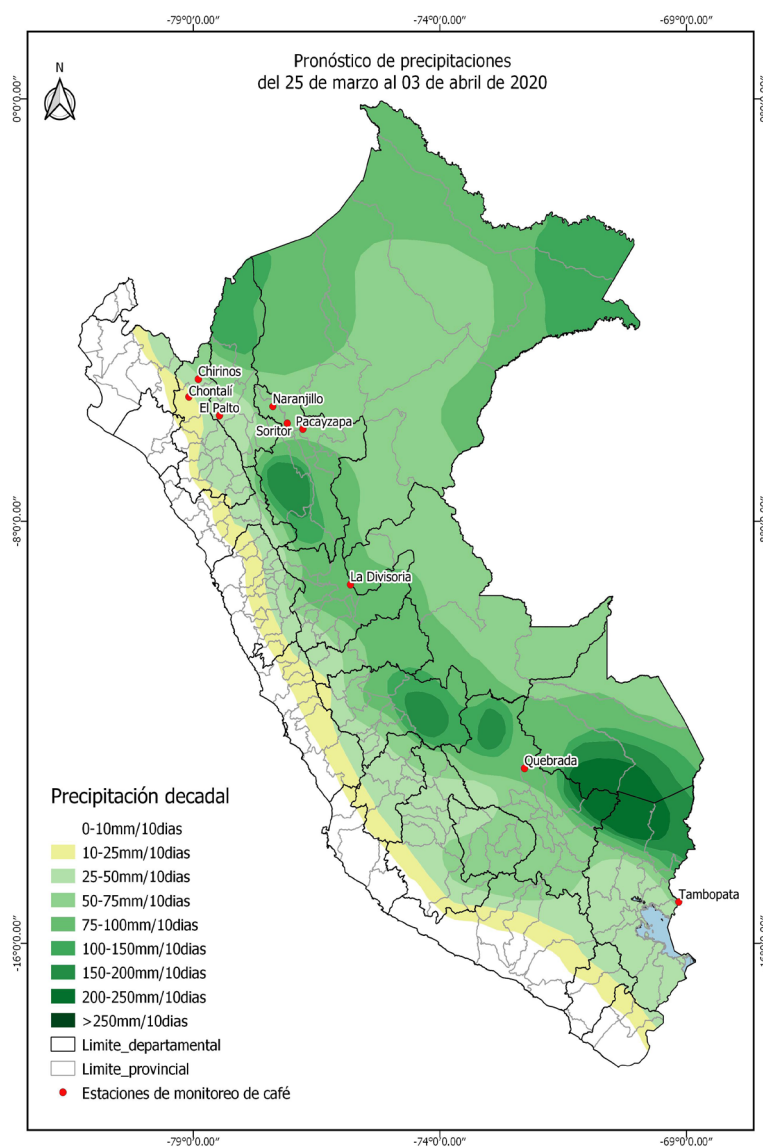 -79°0'0.00"
-74°0'0.00"
-69°0'0.00"
Pronóstico de precipitaciones
del 25 de marzo al 03 de abril de 2020
N
0°0'0.00"
0°0'0.00"
Chirinos
Chontalí
El Palto
Naranjillo
Soritor
Pacayzapa
-8°0'0.00"
La Divisoria
Quebrada
Tambopata
-16°0'0.00"
Precipitación decadal
0-10mm/10dias
10-25mm/10dias
25-50mm/10dias
50-75mm/10dias
75-100mm/10dias
100-150mm/10dias
150-200mm/10dias
200-250mm/10dias
>250mm/10dias
Limite_departamental
Limite_provincial
Estaciones de monitoreo de café
-79°0'0.00"
-74°0'0.00"
-69°0'0.00"